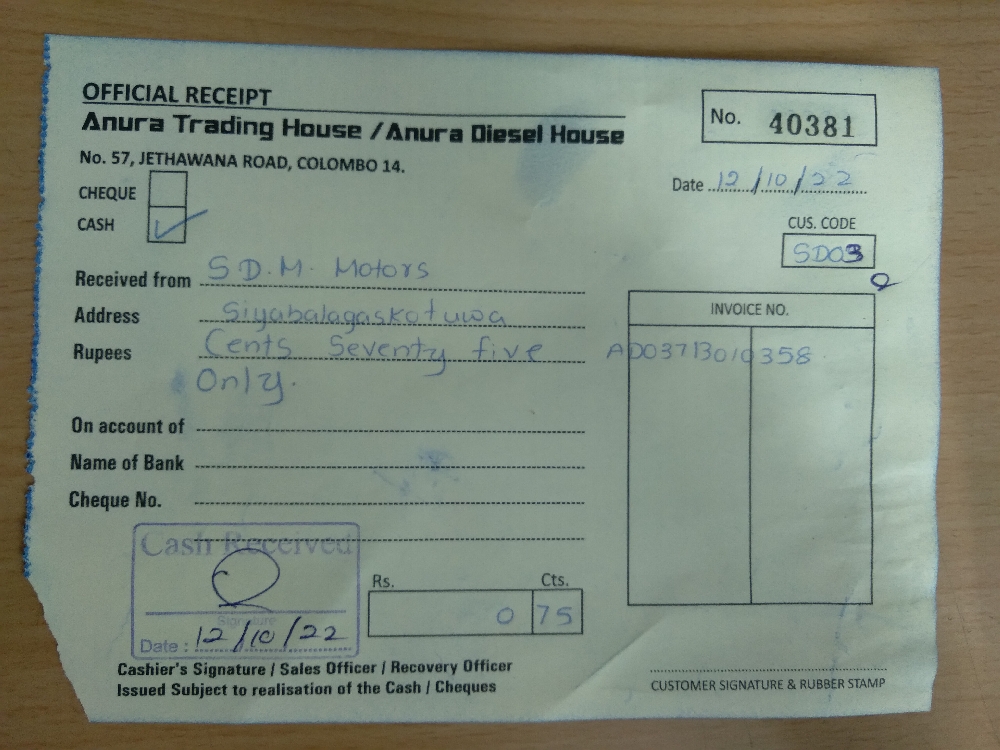 OFFICIAL RECEIPT
Anura Trading House / Anura Diesel House
No. 57, JETHAWANA ROAD, COLOMBO 14.
No. 40381
Date 12/10/22
CHEQUE
CASH ✓
CUS. CODE
SD03
Received from S.D.M. Motors
Address Siyabalagaskotuwa
Rupees Cents Seventy five
Only.
INVOICE NO.
AD03713010358
On account of
Name of Bank
Cheque No.
Cash Received
Signature
Date : 12/10/22
Rs. Cts.
0 75
Cashier's Signature / Sales Officer / Recovery Officer
Issued Subject to realisation of the Cash / Cheques
CUSTOMER SIGNATURE & RUBBER STAMP